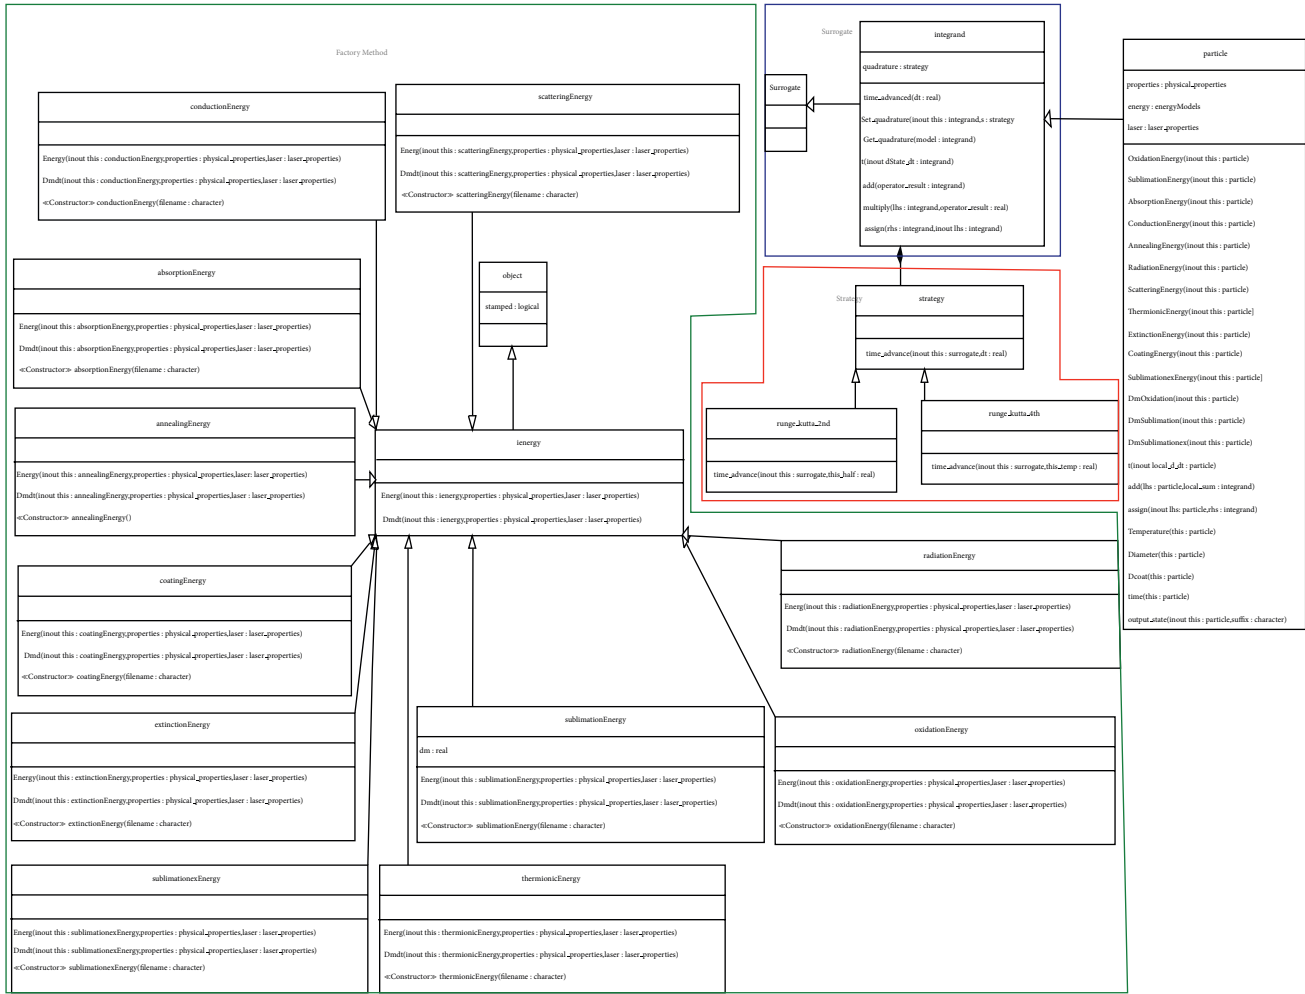 Factory Method
conductionEnergy
Energy(inout this : conductionEnergy,properties : physical_properties,laser : laser_properties)
Dmdt(inout this : conductionEnergy,properties : physical_properties,laser : laser_properties)
≪Constructor≫ conductionEnergy(filename : character)
scatteringEnergy
Energ(inout this : scatteringEnergy,properties : physical_properties,laser : laser_properties)
Dmdt(inout this : scatteringEnergy,properties : physical_properties,laser : laser_properties)
≪Constructor≫ scatteringEnergy(filename : character)
absorptionEnergy
Energ(inout this : absorptionEnergy,properties : physical_properties,laser : laser_properties)
Dmdt(inout this : absorptionEnergy,properties : physical_properties,laser : laser_properties)
≪Constructor≫ absorptionEnergy(filename : character)
object
stamped : logical
annealingEnergy
Energy(inout this : annealingEnergy,properties : physical_properties,laser: laser_properties)
Dmdt(inout this : annealingEnergy,properties : physical_properties,laser : laser_properties)
≪Constructor≫ annealingEnergy()
ienergy
Energ(inout this : ienergy,properties : physical_properties,laser : laser_properties)
Dmdt(inout this : ienergy,properties : physical_properties,laser : laser_properties)
coatingEnergy
Energ(inout this : coatingEnergy,properties : physical_properties,laser : laser_properties)
Dmd(inout this : coatingEnergy,properties : physical_properties,laser : laser_properties)
≪Constructor≫ coatingEnergy(filename : character)
extinctionEnergy
Energy(inout this : extinctionEnergy,properties : physical_properties,laser : laser_properties)
Dmdt(inout this : extinctionEnergy,properties : physical_properties,laser : laser_properties)
≪Constructor≫ extinctionEnergy(filename : character)
sublimationEnergy
dm : real
Energ(inout this : sublimationEnergy,properties : physical_properties,laser : laser_properties)
Dmdt(inout this : sublimationEnergy,properties : physical_properties,laser : laser_properties)
≪Constructor≫ sublimationEnergy(filename : character)
sublimationexEnergy
Energ(inout this : sublimationexEnergy,properties : physical_properties,laser : laser_properties)
Dmdt(inout this : sublimationexEnergy,properties : physical_properties,laser : laser_properties)
≪Constructor≫ sublimationexEnergy(filename : character)
thermionicEnergy
Energ(inout this : thermionicEnergy,properties : physical_properties,laser : laser_properties)
Dmdt(inout this : thermionicEnergy,properties : physical_properties,laser : laser_properties)
≪Constructor≫ thermionicEnergy(filename : character)
radiationEnergy
Energ(inout this : radiationEnergy,properties : physical_properties,laser : laser_properties)
Dmdt(inout this : radiationEnergy,properties : physical_properties,laser : laser_properties)
≪Constructor≫ radiationEnergy(filename : character)
oxidationEnergy
Energ(inout this : oxidationEnergy,properties : physical_properties,laser : laser_properties)
Dmdt(inout this : oxidationEnergy,properties : physical_properties,laser : laser_properties)
≪Constructor≫ oxidationEnergy(filename : character)
Surrogate
Surrogate
integrand
quadrature : strategy
time_advanced(dt : real)
Set_quadrature(inout this : integrand,s : strategy
Get_quadrature(model : integrand)
t(inout dState_dt : integrand)
add(operator_result : integrand)
multiply(lhs : integrand,operator_result : real)
assign(rhs : integrand,inout lhs : integrand)
Strategy
strategy
time_advance(inout this : surrogate,dt : real)
runge_kutta_2nd
time_advance(inout this : surrogate,this_half : real)
runge_kutta_4th
time_advance(inout this : surrogate,this_temp : real)
particle
properties : physical_properties
energy : energyModels
laser : laser_properties
OxidationEnergy(inout this : particle)
SublimationEnergy(inout this : particle)
AbsorptionEnergy(inout this : particle)
ConductionEnergy(inout this : particle)
AnnealingEnergy(inout this : particle)
RadiationEnergy(inout this : particle)
ScatteringEnergy(inout this : particle)
ThermionicEnergy(inout this : particle]
ExtinctionEnergy(inout this : particle)
CoatingEnergy(inout this : particle)
SublimationexEnergy(inout this : particle]
DmOxidation(inout this : particle)
DmSublimation(inout this : particle)
DmSublimationex(inout this : particle)
t(inout local_d_dt : particle)
add(lhs : particle,local_sum : integrand)
assign(inout lhs: particle,rhs : integrand)
Temperature(this : particle)
Diameter(this : particle)
Dcoat(this : particle)
time(this : particle)
output_state(inout this : particle,suffix : character)